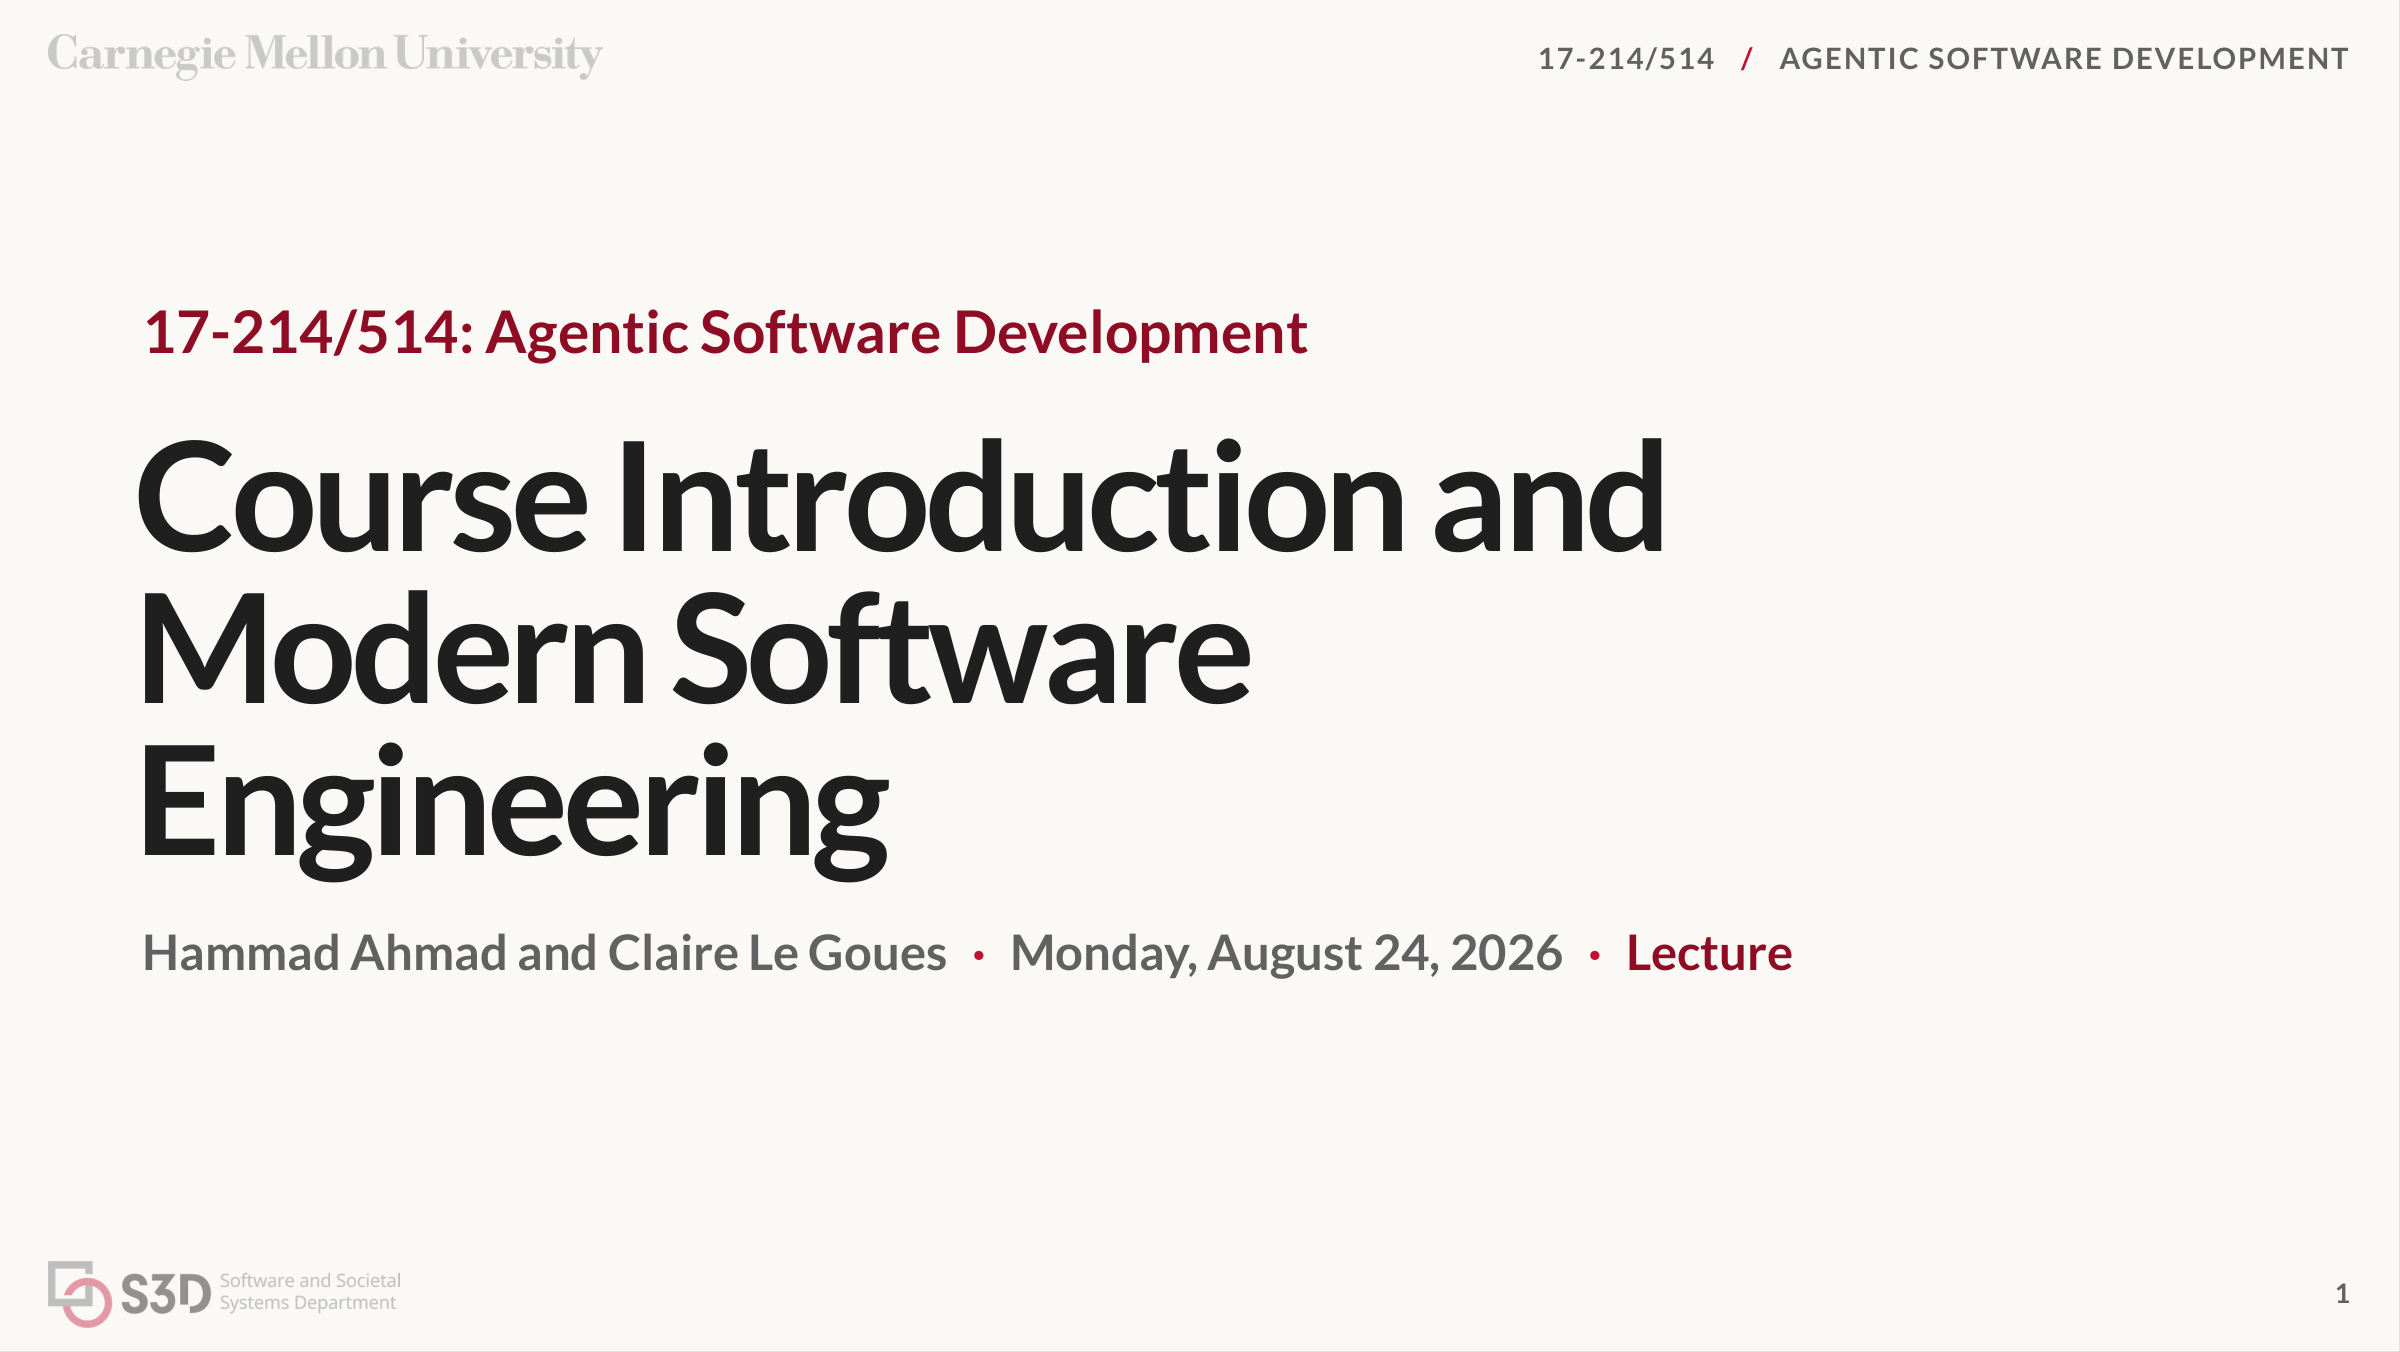 Carnegie Mellon University
17-214/514 / AGENTIC SOFTWARE DEVELOPMENT
17-214/514: Agentic Software Development
Course Introduction and
Modern Software
Engineering
Hammad Ahmad and Claire Le Goues • Monday, August 24, 2026 • Lecture
S3D Software and Societal
Systems Department
1